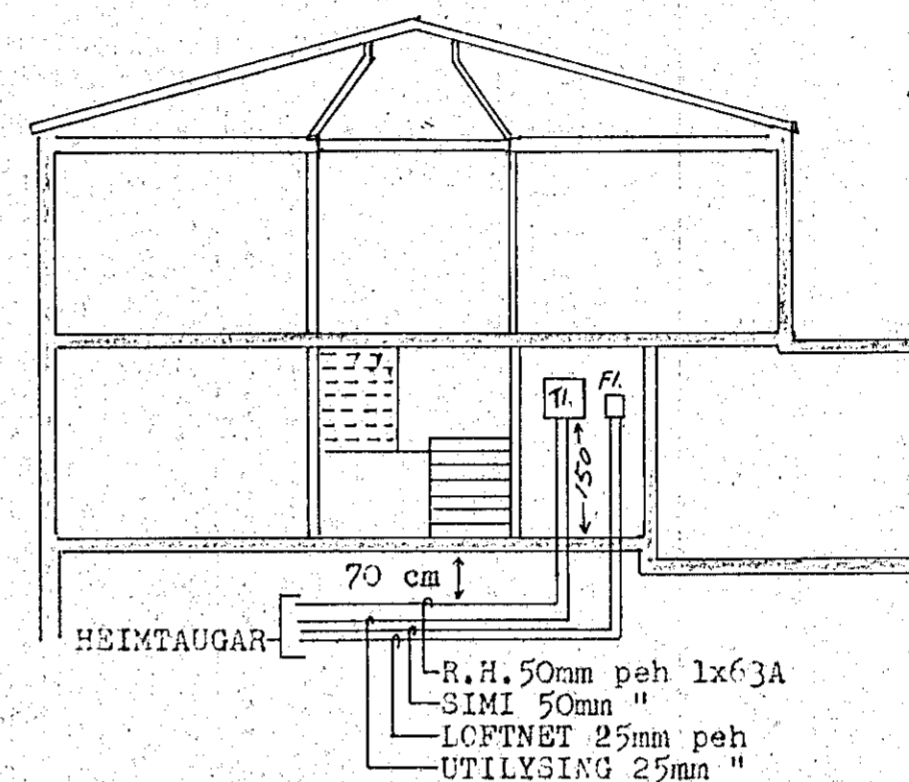 Tl.
Fl.
150
70 cm
HEIMTAUGAR
R.H.50mm peh 1x63A
SIMI 50mm "
LOFTNET 25mm peh
UTILYSING 25mm "